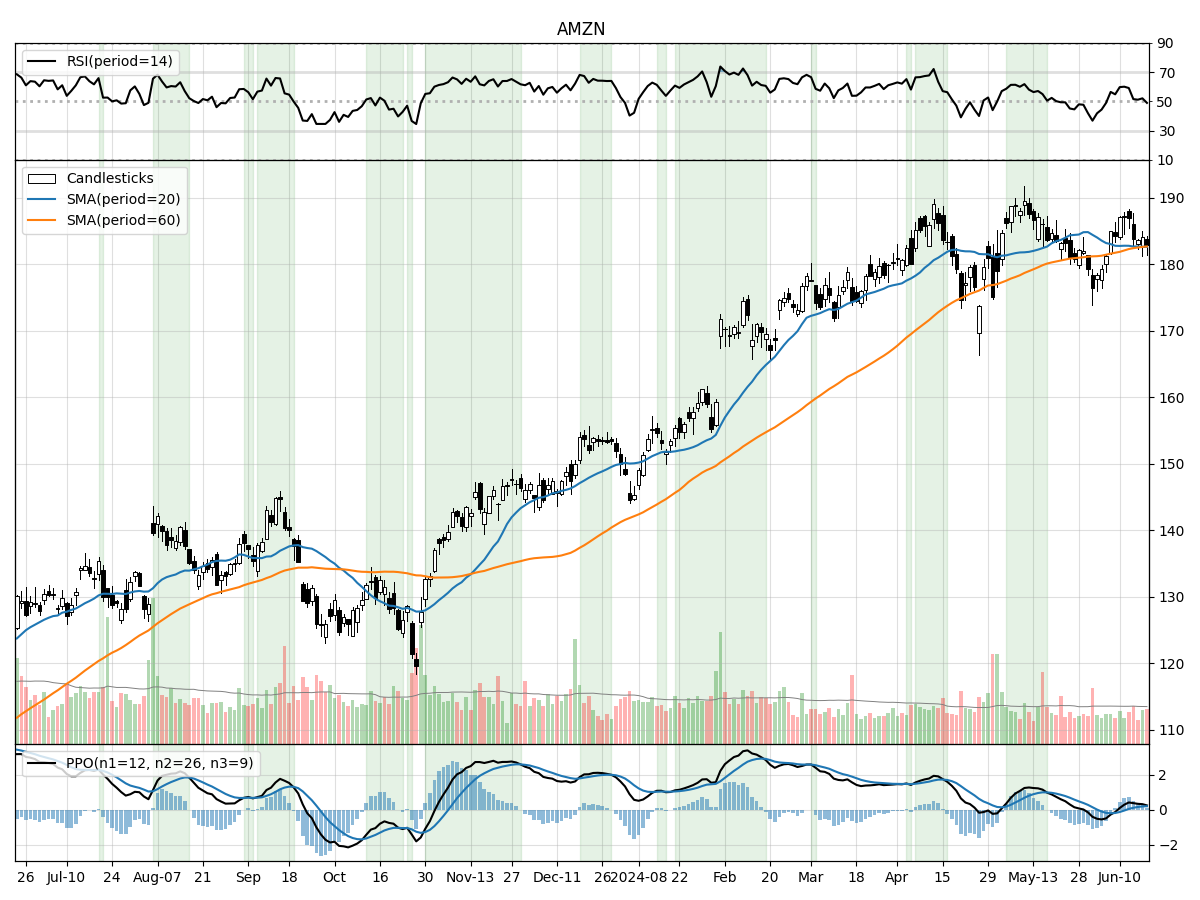 AMZN
RSI(period=14)
90
70
50
30
10
Candlesticks
SMA(period=20)
SMA(period=60)
190
180
170
160
150
140
130
120
110
PPO(n1=12, n2=26, n3=9)
2
0
−2
26 Jul-10 24 Aug-07 21 Sep 18 Oct 16 30 Nov-13 27 Dec-11 26 2024-08 22 Feb 20 Mar 18 Apr 15 29 May-13 28 Jun-10